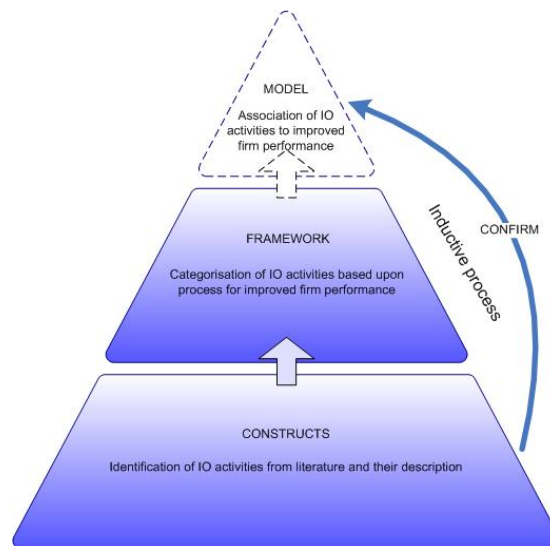 MODEL
Association of IO
activities to improved
firm performance
FRAMEWORK
Categorisation of IO activities based upon
process for improved firm performance
CONSTRUCTS
Identification of IO activities from literature and their description
CONFIRM
Inductive process